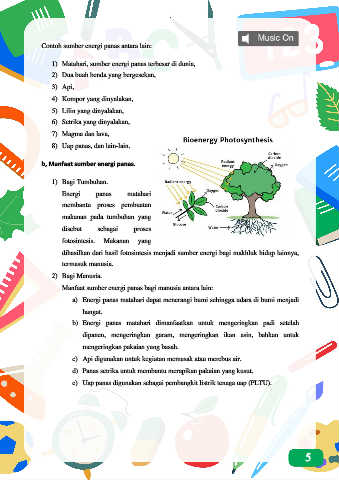 Music On
Contoh sumber energi panas antara lain:
1) Matahari, sumber energi panas terbesar di dunia,
2) Dua buah benda yang bergesekan,
3) Api,
4) Kompor yang dinyalakan,
5) Lilin yang dinyalakan,
6) Setrika yang dinyalakan,
7) Magma dan lava,
8) Uap panas, dan lain-lain.
b. Manfaat sumber energi panas.
1) Bagi Tumbuhan.
Energi panas matahari
membantu proses pembuatan
makanan pada tumbuhan yang
disebut sebagai proses
fotosintesis. Makanan yang
dihasilkan dari hasil fotosintesis menjadi sumber energi bagi makhluk hidup lainnya,
termasuk manusia.
Bioenergy Photosynthesis
Carbon
dioxide
Radiant
energy
Oxygen
Radiant energy
Oxygen
Water
Carbon
dioxide
Glucose
Water
2) Bagi Manusia.
Manfaat sumber energi panas bagi manusia antara lain:
a) Energi panas matahari dapat menerangi bumi sehingga udara di bumi menjadi
hangat.
b) Energi panas matahari dimanfaatkan untuk mengeringkan padi setelah
dipanen, mengeringkan garam, mengeringkan ikan asin, bahkan untuk
mengeringkan pakaian yang basah.
c) Api digunakan untuk kegiatan memasak atau merebus air.
d) Panas setrika untuk membantu merapikan pakaian yang kusut.
e) Uap panas digunakan sebagai pembangkit listrik tenaga uap (PLTU).
5